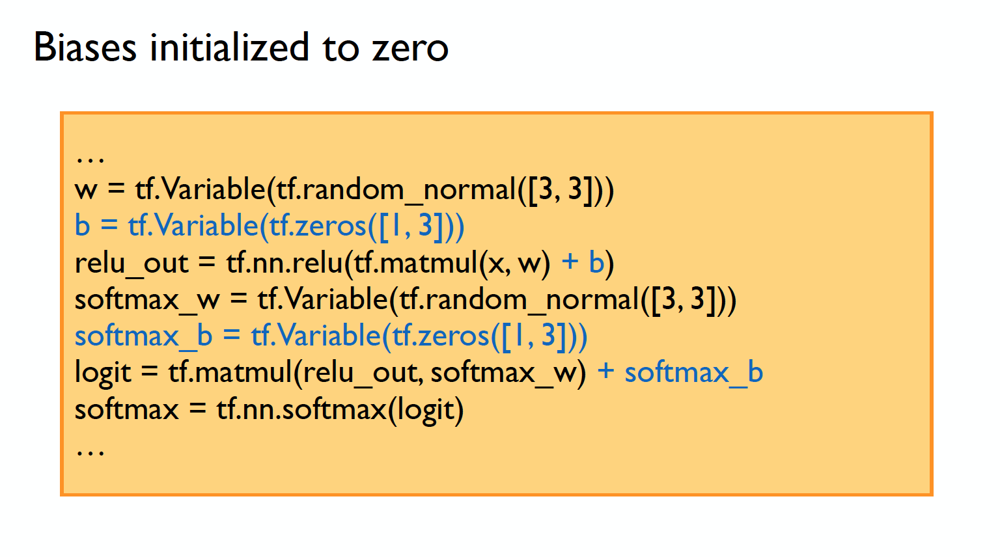 Biases initialized to zero
…
w = tf.Variable(tf.random_normal([3, 3]))
b = tf.Variable(tf.zeros([1, 3]))
relu_out = tf.nn.relu(tf.matmul(x, w) + b)
softmax_w = tf.Variable(tf.random_normal([3, 3]))
softmax_b = tf.Variable(tf.zeros([1, 3]))
logit = tf.matmul(relu_out, softmax_w) + softmax_b
softmax = tf.nn.softmax(logit)
…